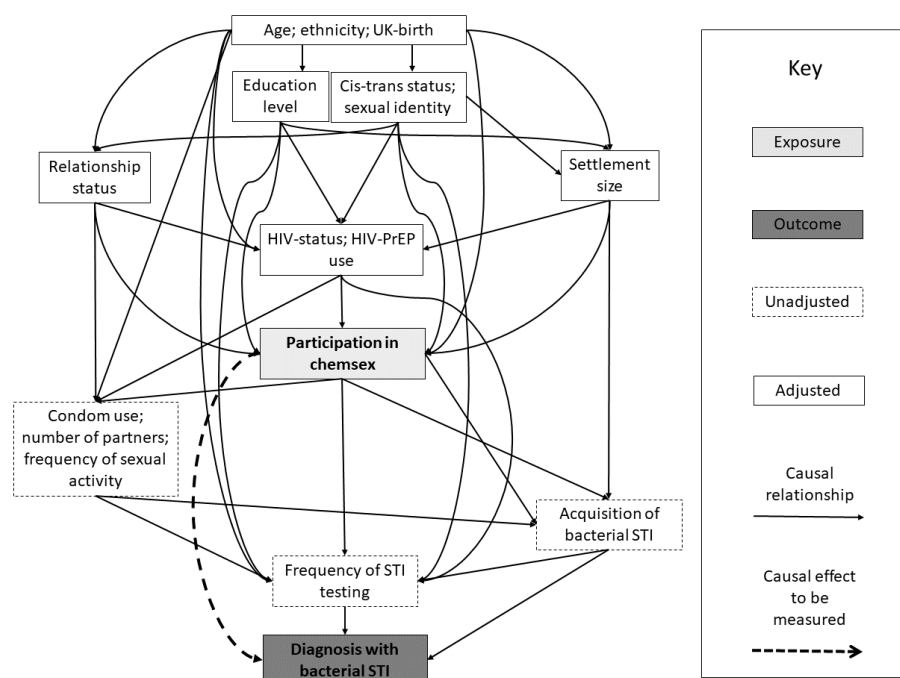 Age; ethnicity; UK-birth
Education
level
Cis-trans status;
sexual identity
Relationship
status
Settlement
size
HIV-status; HIV-PrEP
use
Participation in
chemsex
Condom use;
number of partners;
frequency of sexual
activity
Acquisition of
bacterial STI
Frequency of STI
testing
Diagnosis with
bacterial STI
Key
Exposure
Outcome
Unadjusted
Adjusted
Causal
relationship
Causal effect
to be
measured